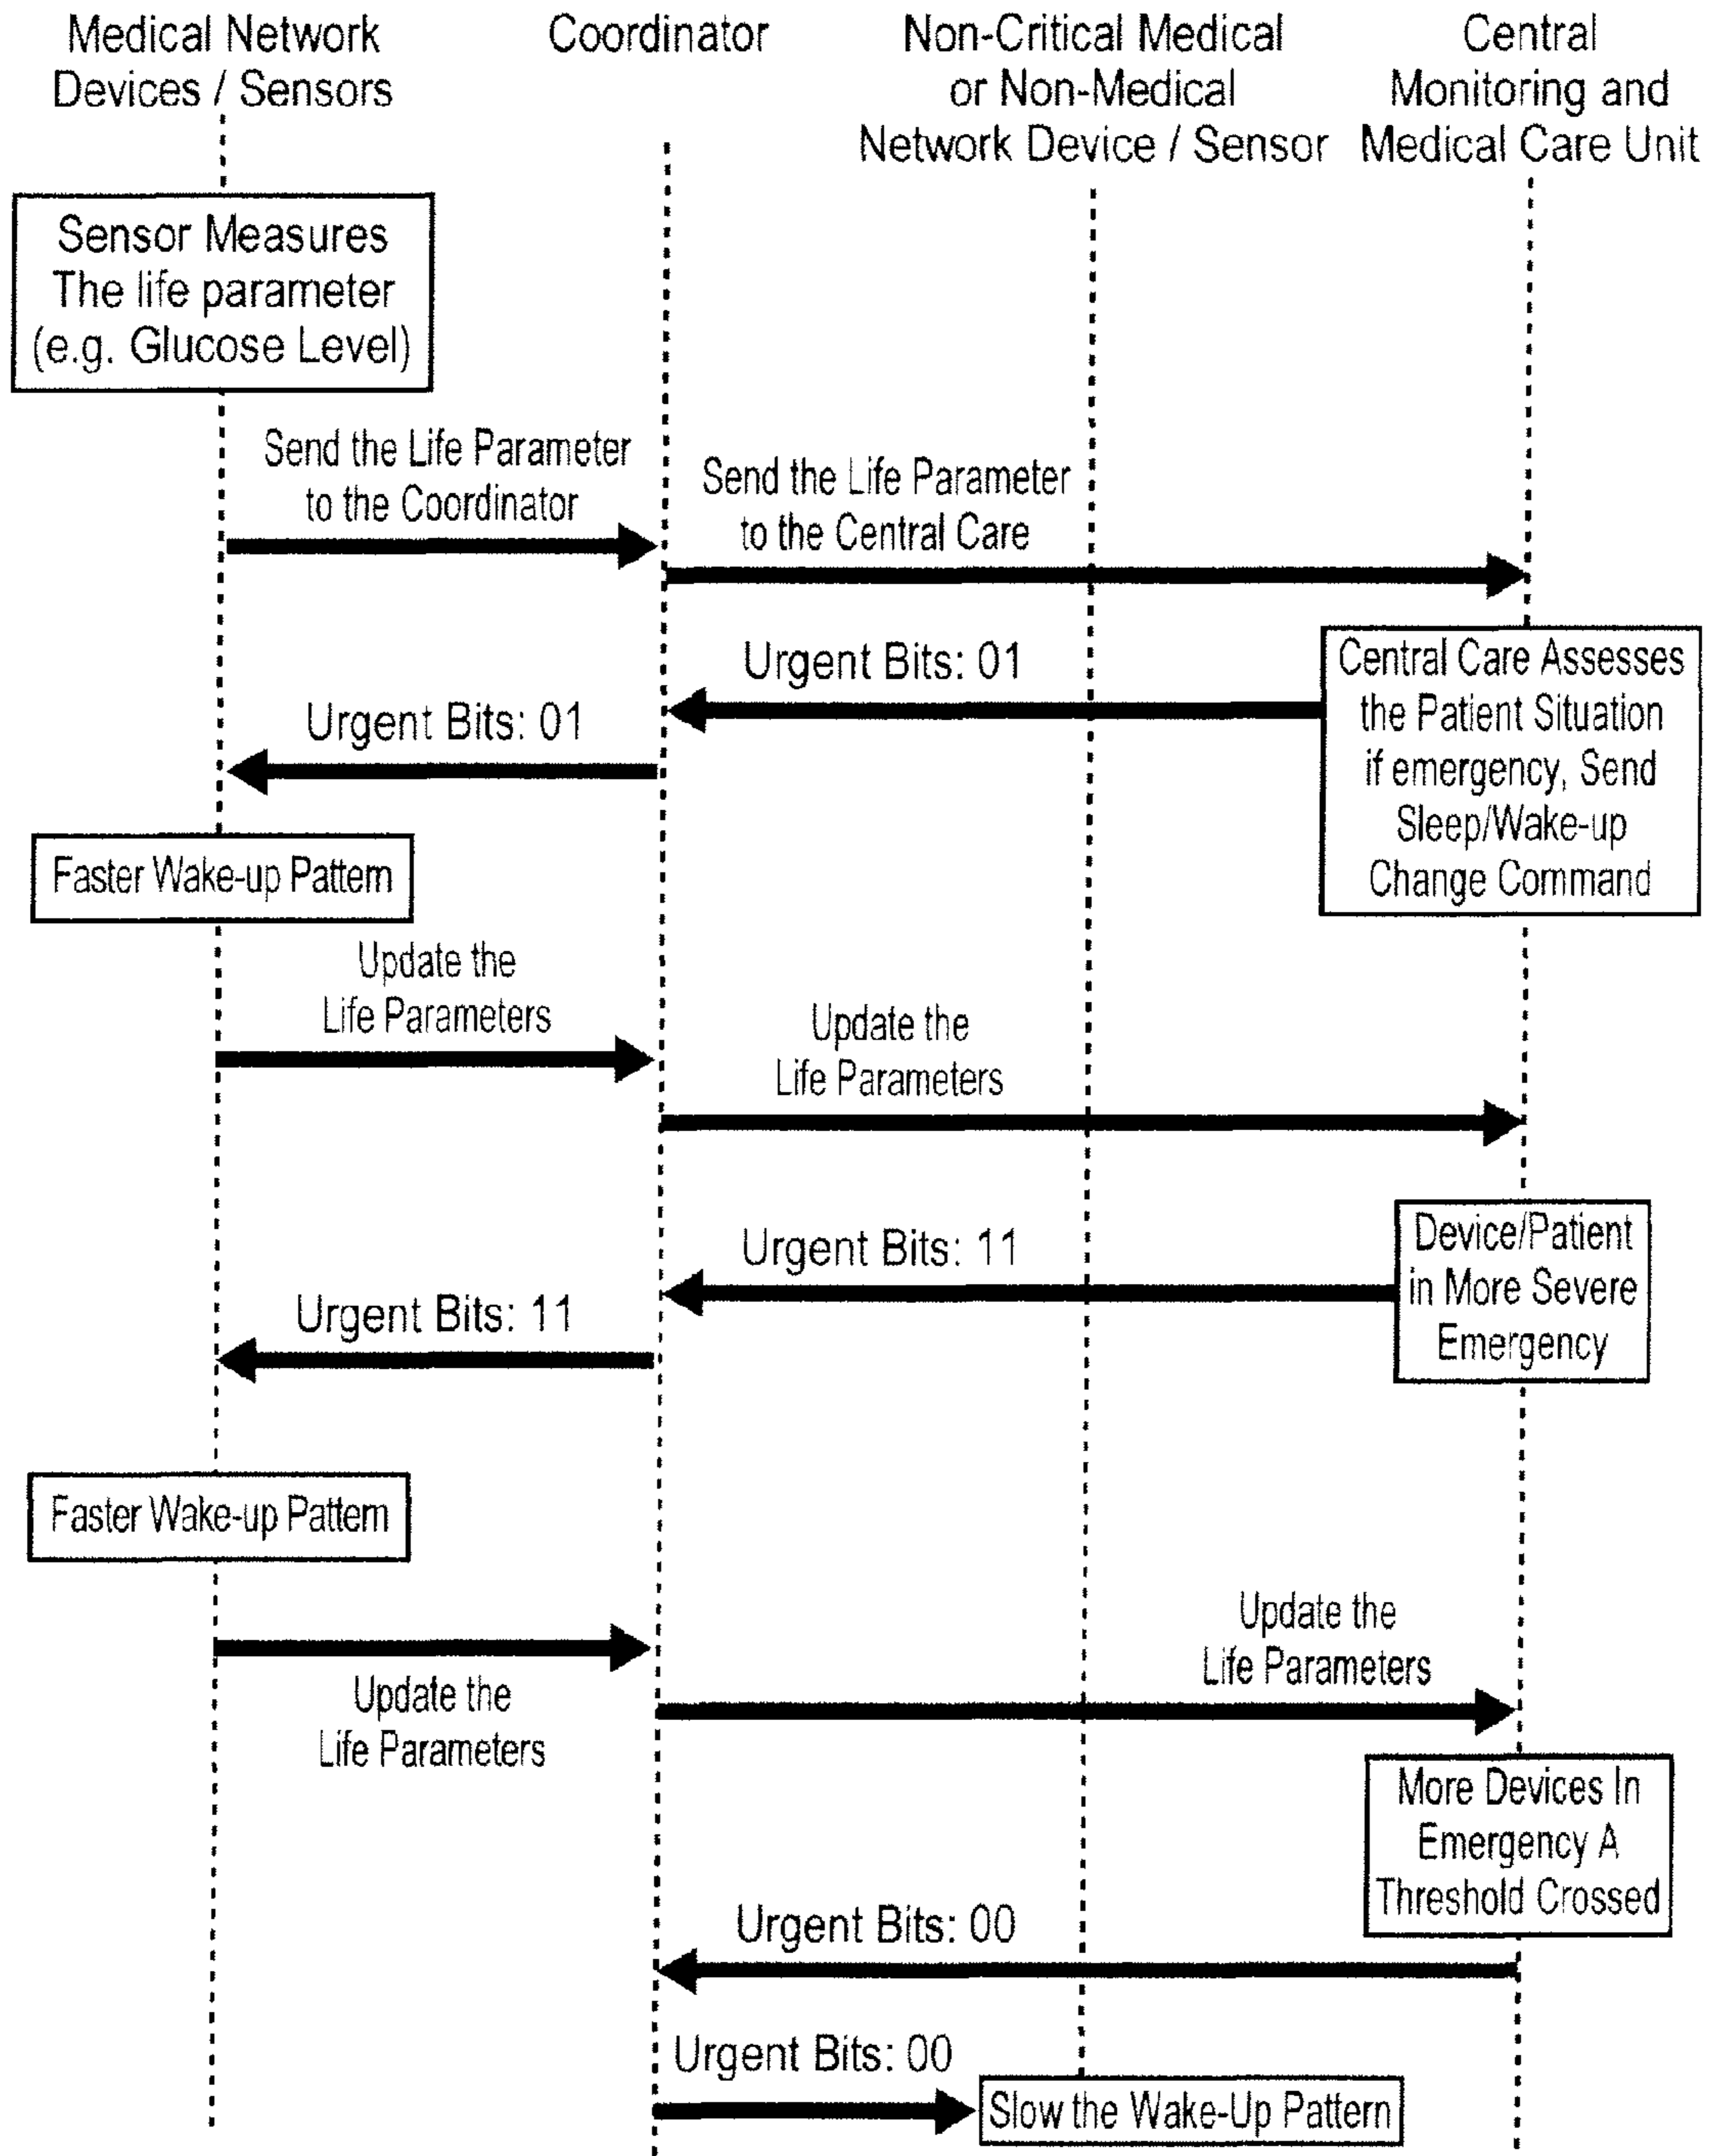 Medical Network
Devices / Sensors
Coordinator
Non-Critical Medical
or Non-Medical
Network Device / Sensor
Central
Monitoring and
Medical Care Unit
Sensor Measures
The life parameter
(e.g. Glucose Level)
Send the Life Parameter
to the Coordinator
Send the Life Parameter
to the Central Care
Urgent Bits: 01
Central Care Assesses
the Patient Situation
if emergency, Send
Sleep/Wake-up
Change Command
Urgent Bits: 01
Faster Wake-up Pattern
Update the
Life Parameters
Update the
Life Parameters
Urgent Bits: 11
Device/Patient
in More Severe
Emergency
Urgent Bits: 11
Faster Wake-up Pattern
Update the
Life Parameters
Update the
Life Parameters
More Devices In
Emergency A
Threshold Crossed
Urgent Bits: 00
Urgent Bits: 00
Slow the Wake-Up Pattern